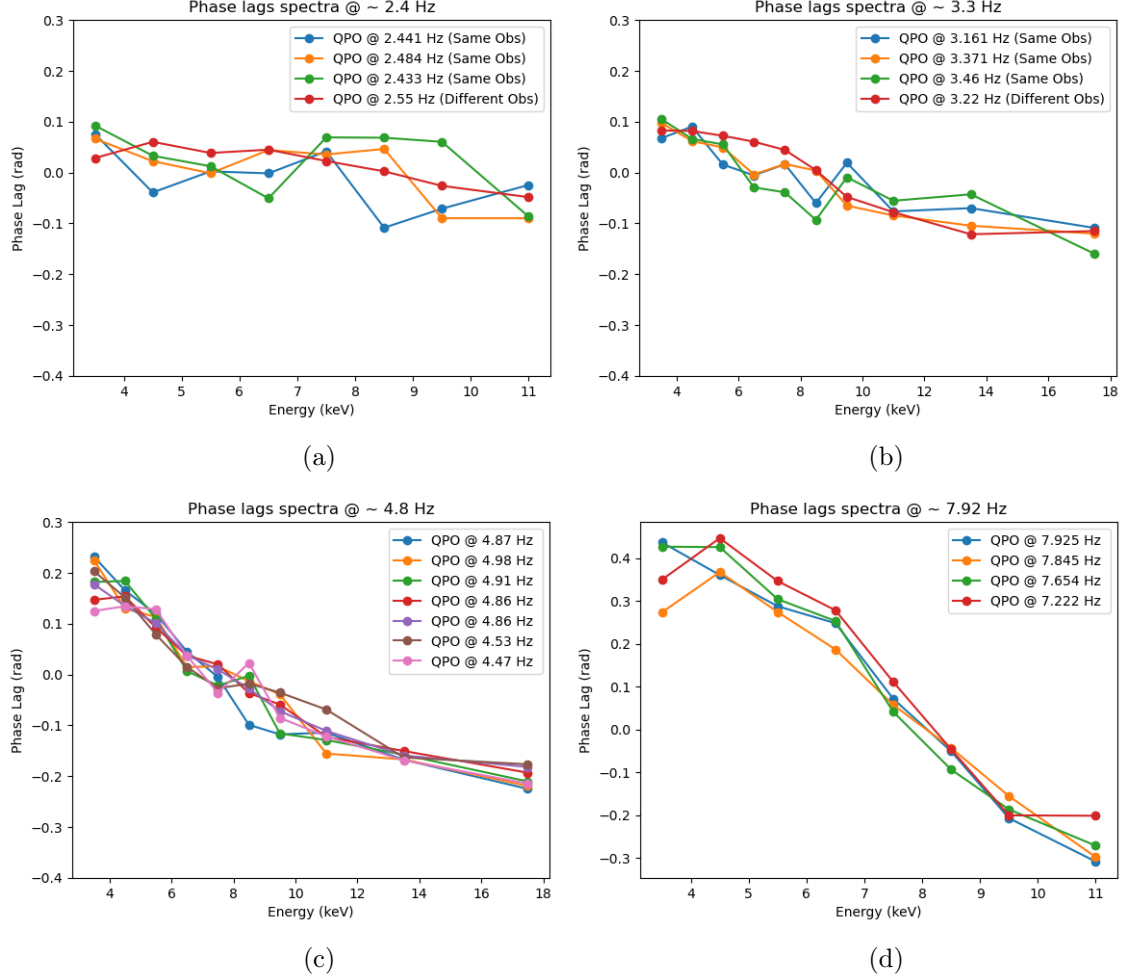 Phase lags spectra @ ~ 2.4 Hz
0.3
0.2
0.1
0.0
−0.1
−0.2
−0.3
−0.4
Phase Lag (rad)
QPO @ 2.441 Hz (Same Obs)
QPO @ 2.484 Hz (Same Obs)
QPO @ 2.433 Hz (Same Obs)
QPO @ 2.55 Hz (Different Obs)
4 5 6 7 8 9 10 11
Energy (keV)
(a)
Phase lags spectra @ ~ 3.3 Hz
0.3
0.2
0.1
0.0
−0.1
−0.2
−0.3
−0.4
Phase Lag (rad)
QPO @ 3.161 Hz (Same Obs)
QPO @ 3.371 Hz (Same Obs)
QPO @ 3.46 Hz (Same Obs)
QPO @ 3.22 Hz (Different Obs)
4 6 8 10 12 14 16 18
Energy (keV)
(b)
Phase lags spectra @ ~ 4.8 Hz
0.3
0.2
0.1
0.0
−0.1
−0.2
−0.3
−0.4
Phase Lag (rad)
QPO @ 4.87 Hz
QPO @ 4.98 Hz
QPO @ 4.91 Hz
QPO @ 4.86 Hz
QPO @ 4.86 Hz
QPO @ 4.53 Hz
QPO @ 4.47 Hz
4 6 8 10 12 14 16 18
Energy (keV)
(c)
Phase lags spectra @ ~ 7.92 Hz
0.4
0.3
0.2
0.1
0.0
−0.1
−0.2
−0.3
Phase Lag (rad)
QPO @ 7.925 Hz
QPO @ 7.845 Hz
QPO @ 7.654 Hz
QPO @ 7.222 Hz
4 5 6 7 8 9 10 11
Energy (keV)
(d)